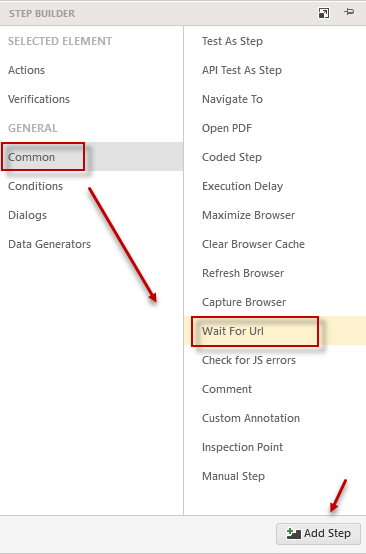 STEP BUILDER
SELECTED ELEMENT
Actions
Verifications
GENERAL
Common
Conditions
Dialogs
Data Generators
Test As Step
API Test As Step
Navigate To
Open PDF
Coded Step
Execution Delay
Maximize Browser
Clear Browser Cache
Refresh Browser
Capture Browser
Wait For Url
Check for JS errors
Comment
Custom Annotation
Inspection Point
Manual Step
Add Step